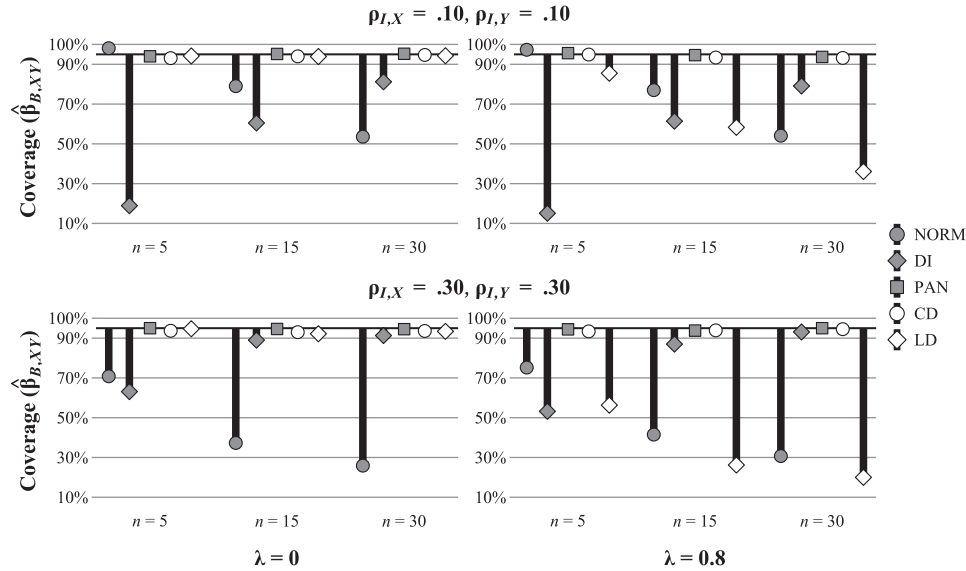 ρI,X = .10, ρI,Y = .10
Coverage (β̂B,XY)
100%
90%
70%
50%
30%
10%
n = 5
n = 15
n = 30
100%
90%
70%
50%
30%
10%
n = 5
n = 15
n = 30
NORM
DI
PAN
CD
LD
ρI,X = .30, ρI,Y = .30
Coverage (β̂B,XY)
100%
90%
70%
50%
30%
10%
n = 5
n = 15
n = 30
λ = 0
100%
90%
70%
50%
30%
10%
n = 5
n = 15
n = 30
λ = 0.8